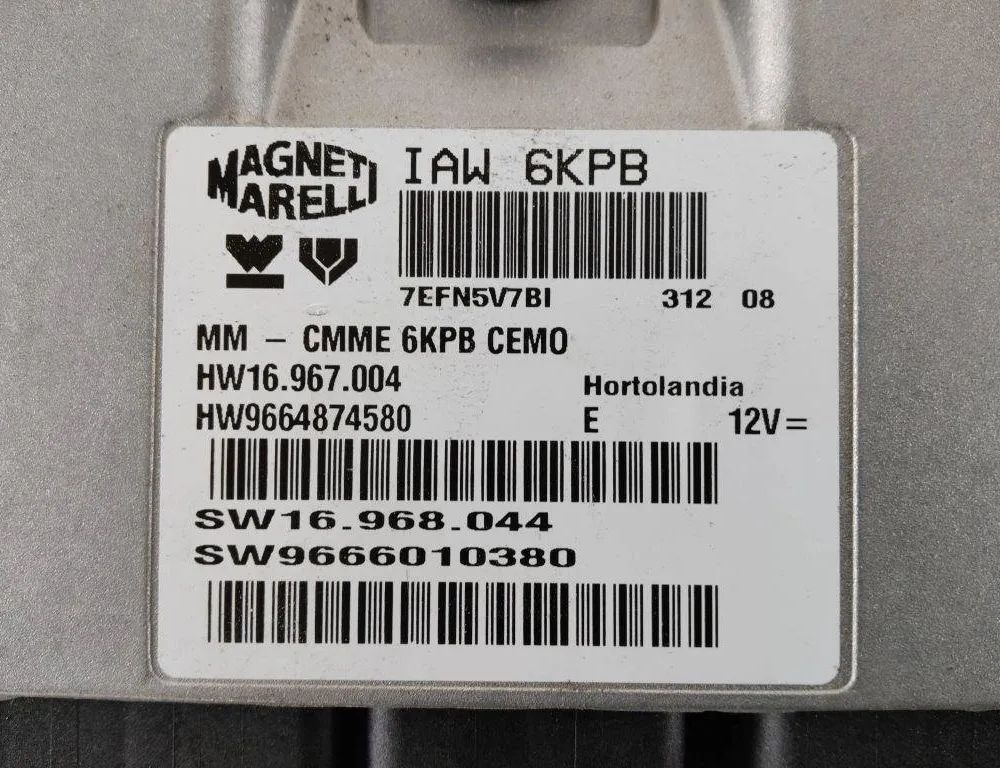 MAGNETI
MARELLI
IAW 6KPB
7EFN5V7BI 312 08
MM - CMME 6KPB CEMO
HW16.967.004
Hortolandia
HW9664874580 E 12V=
SW16.968.044
SW9666010380